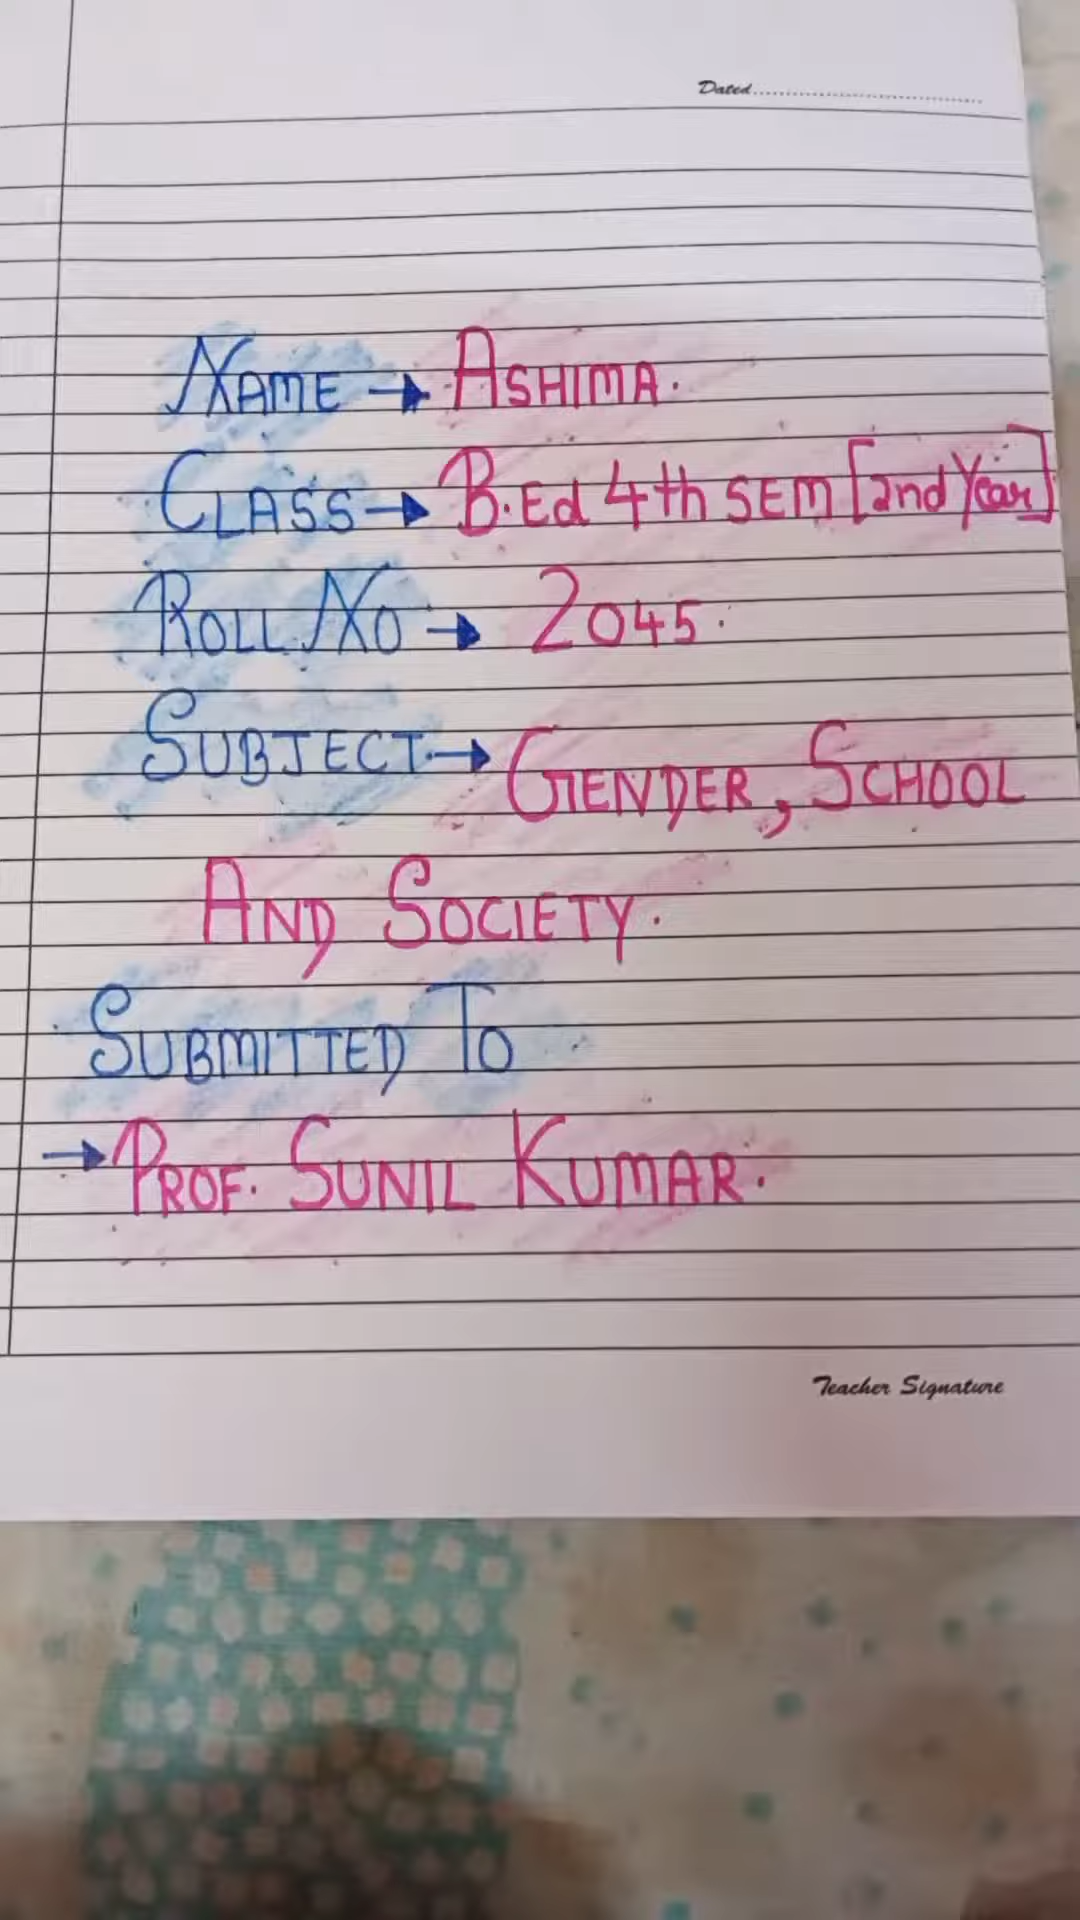 Dated
NAME → ASHIMA.
CLASS → B.Ed 4th SEM [2nd Year]
ROLL NO → 2045.
SUBJECT → GENDER, SCHOOL
AND SOCIETY.
SUBMITTED TO
→ PROF. SUNIL KUMAR.
Teacher Signature